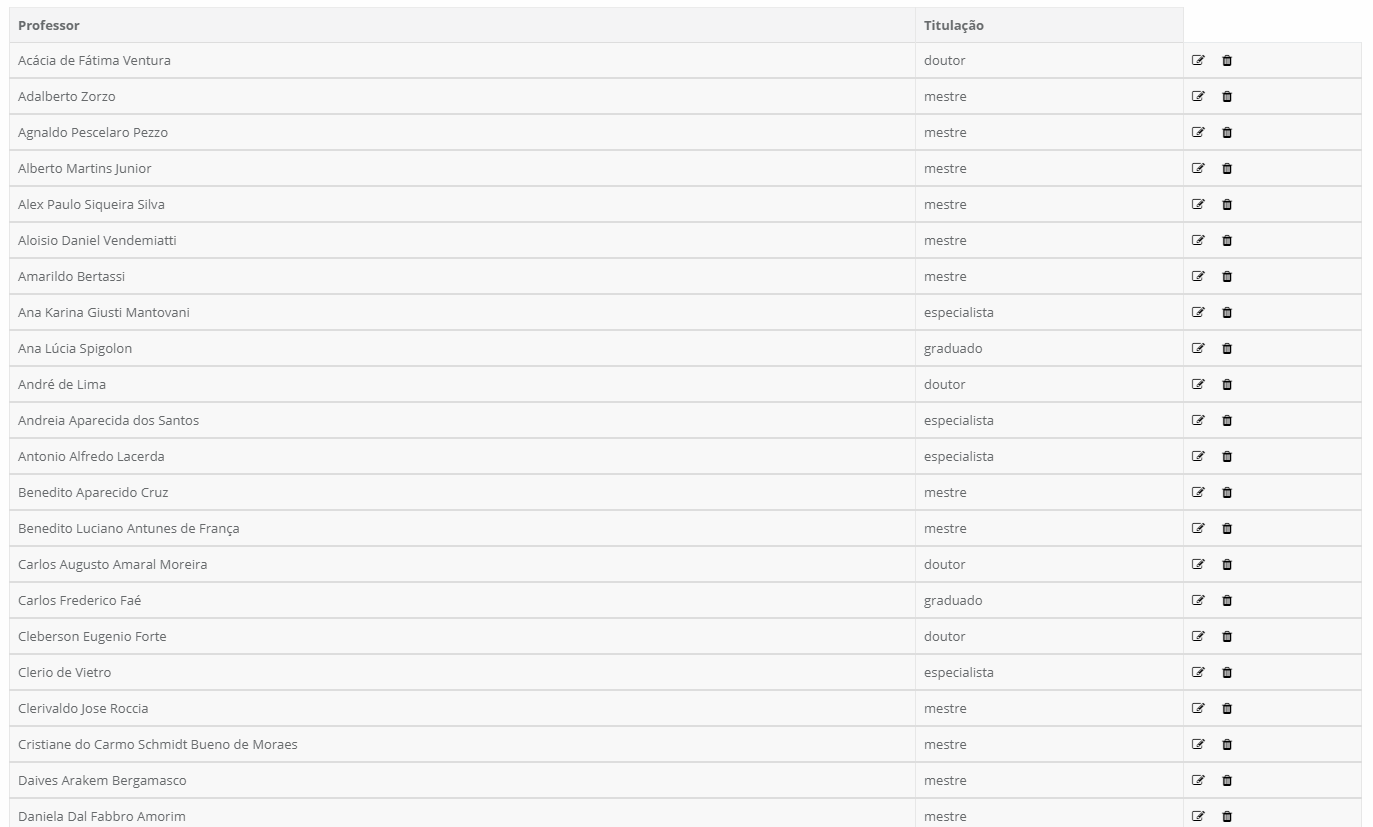 Professor Titulação
Acácia de Fátima Ventura doutor
Adalberto Zorzo mestre
Agnaldo Pescelaro Pezzo mestre
Alberto Martins Junior mestre
Alex Paulo Siqueira Silva mestre
Aloisio Daniel Vendemiatti mestre
Amarildo Bertassi mestre
Ana Karina Giusti Mantovani especialista
Ana Lúcia Spigolon graduado
André de Lima doutor
Andreia Aparecida dos Santos especialista
Antonio Alfredo Lacerda especialista
Benedito Aparecido Cruz mestre
Benedito Luciano Antunes de França mestre
Carlos Augusto Amaral Moreira doutor
Carlos Frederico Faé graduado
Cleberson Eugenio Forte doutor
Clerio de Vietro especialista
Clerivaldo Jose Roccia mestre
Cristiane do Carmo Schmidt Bueno de Moraes mestre
Daives Arakem Bergamasco mestre
Daniela Dal Fabbro Amorim mestre